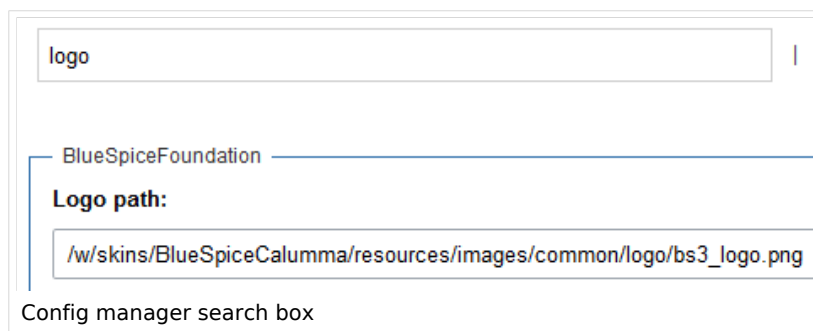 logo
|
BlueSpiceFoundation
Logo path:
/w/skins/BlueSpiceCalumma/resources/images/common/logo/bs3_logo.png
Config manager search box